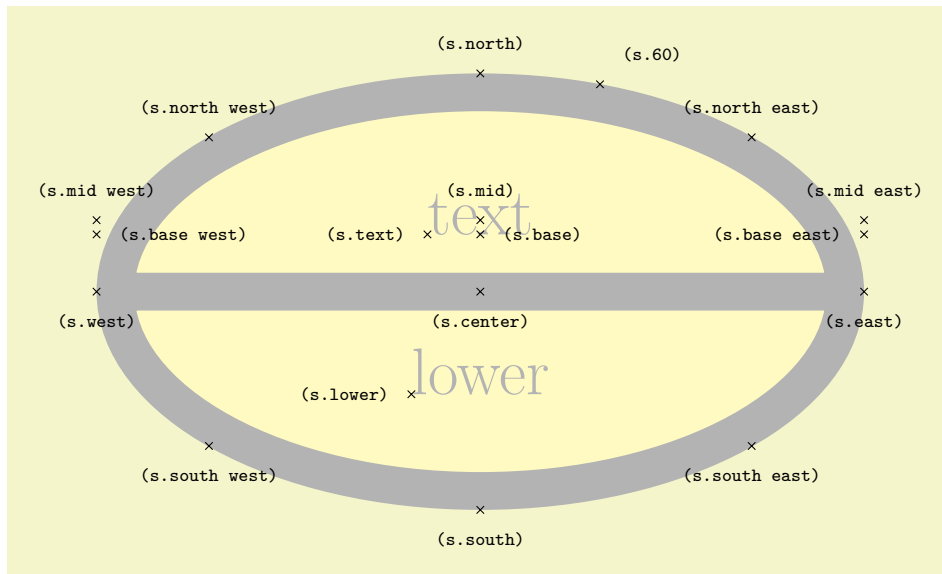 (s.north)
(s.60)
(s.north west)
(s.north east)
(s.mid west)
(s.mid)
(s.mid east)
text
(s.base west)
(s.text)
(s.base)
(s.base east)
(s.west)
(s.center)
(s.east)
lower
(s.lower)
(s.south west)
(s.south east)
(s.south)